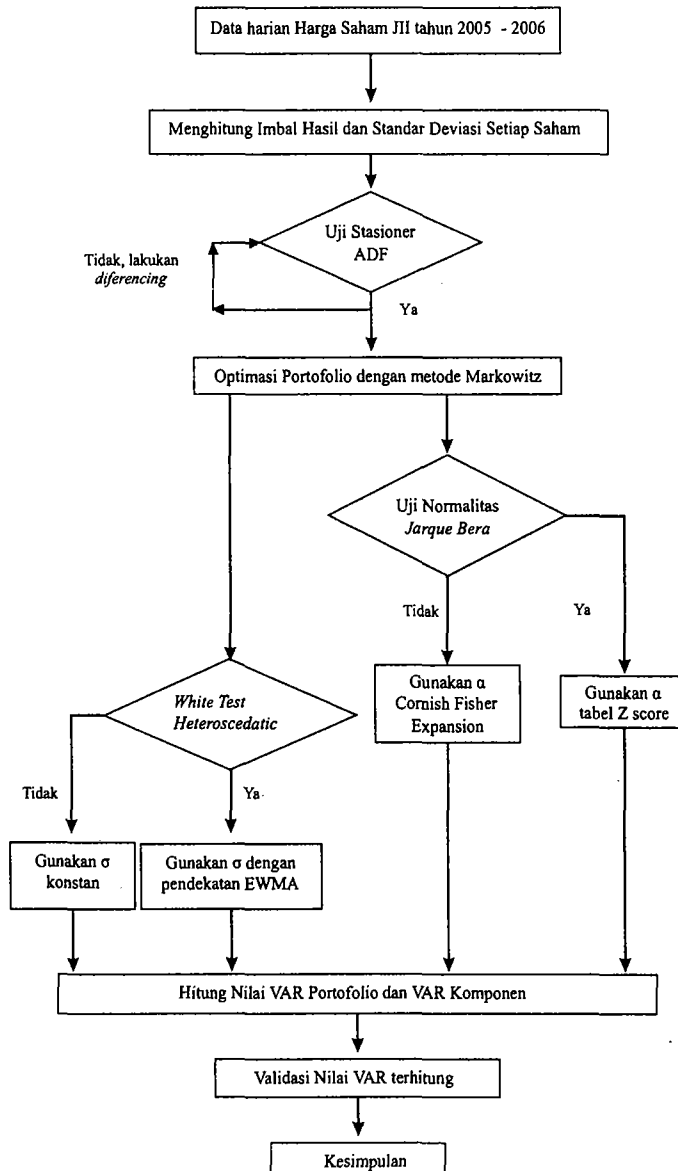 Data harian Harga Saham JII tahun 2005 - 2006
Menghitung Imbal Hasil dan Standar Deviasi Setiap Saham
Uji Stasioner
ADF
Tidak, lakukan
diferencing
Ya
Optimasi Portofolio dengan metode Markowitz
Uji Normalitas
Jarque Bera
Tidak
Ya
White Test
Heteroscedatic
Gunakan α
Cornish Fisher
Expansion
Gunakan α
tabel Z score
Tidak
Ya
Gunakan σ
konstan
Gunakan σ dengan
pendekatan EWMA
Hitung Nilai VAR Portofolio dan VAR Komponen
Validasi Nilai VAR terhitung
Kesimpulan